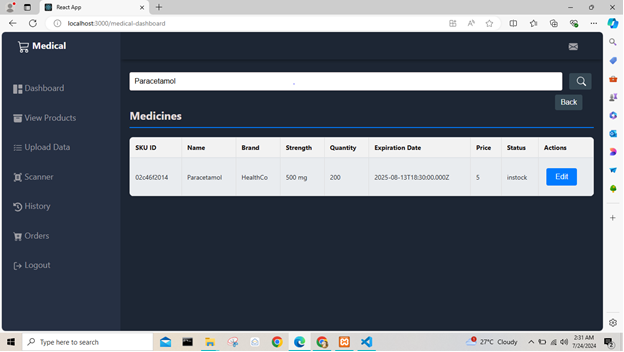 React App
localhost:3000/medical-dashboard
Medical
Dashboard
View Products
Upload Data
Scanner
History
Orders
Logout
Paracetamol
Back
Medicines
SKU ID Name Brand Strength Quantity Expiration Date Price Status Actions
02c46f2014 Paracetamol HealthCo 500 mg 200 2025-08-13T18:30:00.000Z 5 instock Edit
Type here to search
27°C Cloudy
2:31 AM
7/24/2024